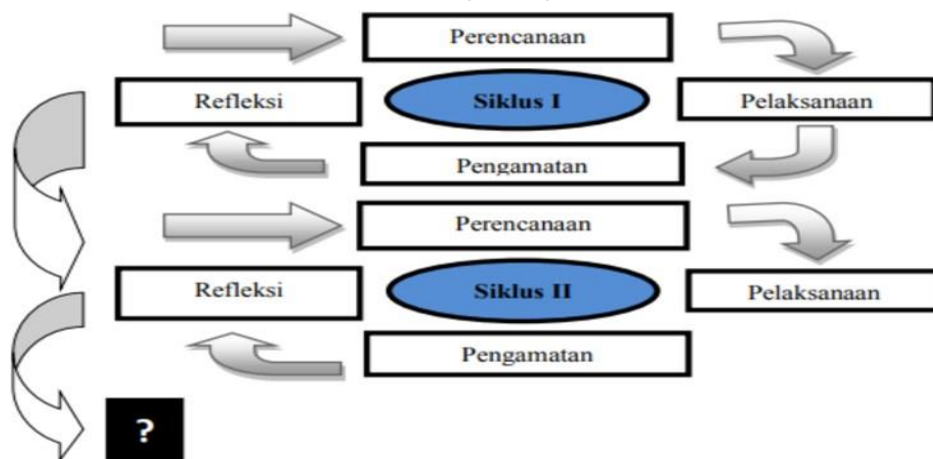 Perencanaan
Refleksi
Siklus I
Pelaksanaan
Pengamatan
Perencanaan
Refleksi
Siklus II
Pelaksanaan
Pengamatan
?